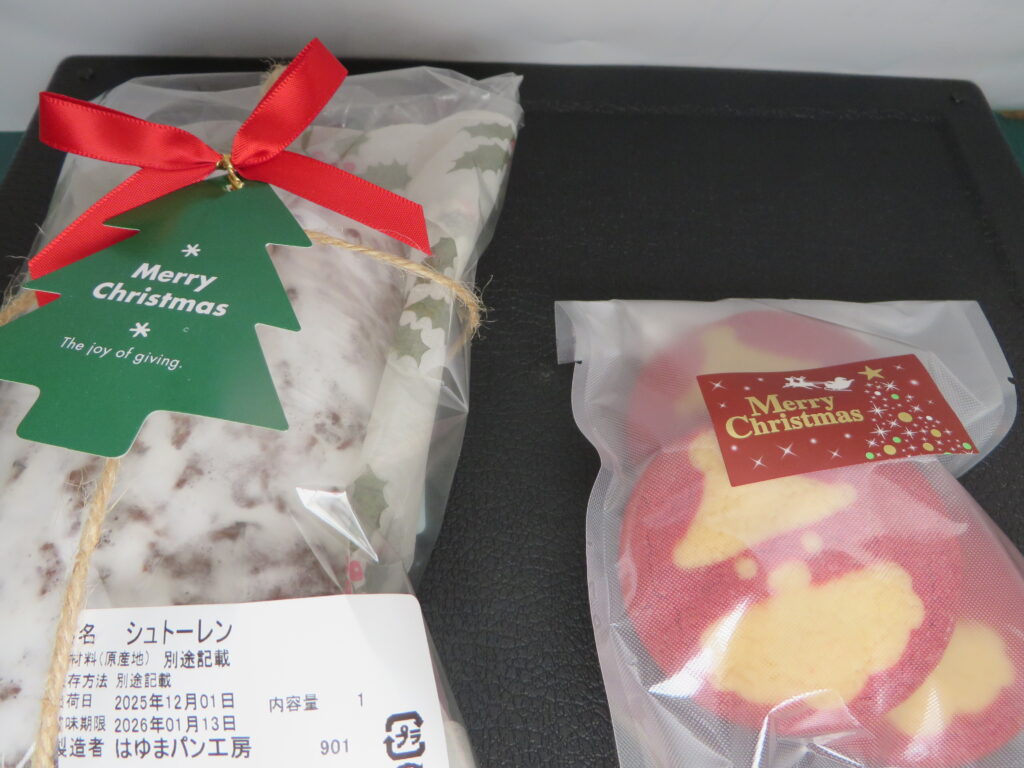 Merry
Christmas
The joy of giving.
Merry
Christmas
名 シュトーレン
材料(原産地) 別途記載
存方法 別途記載
荷日 2025年12月01日 内容量 1
味期限 2026年01月13日
製造者 はゆまパン工房 901
プラ